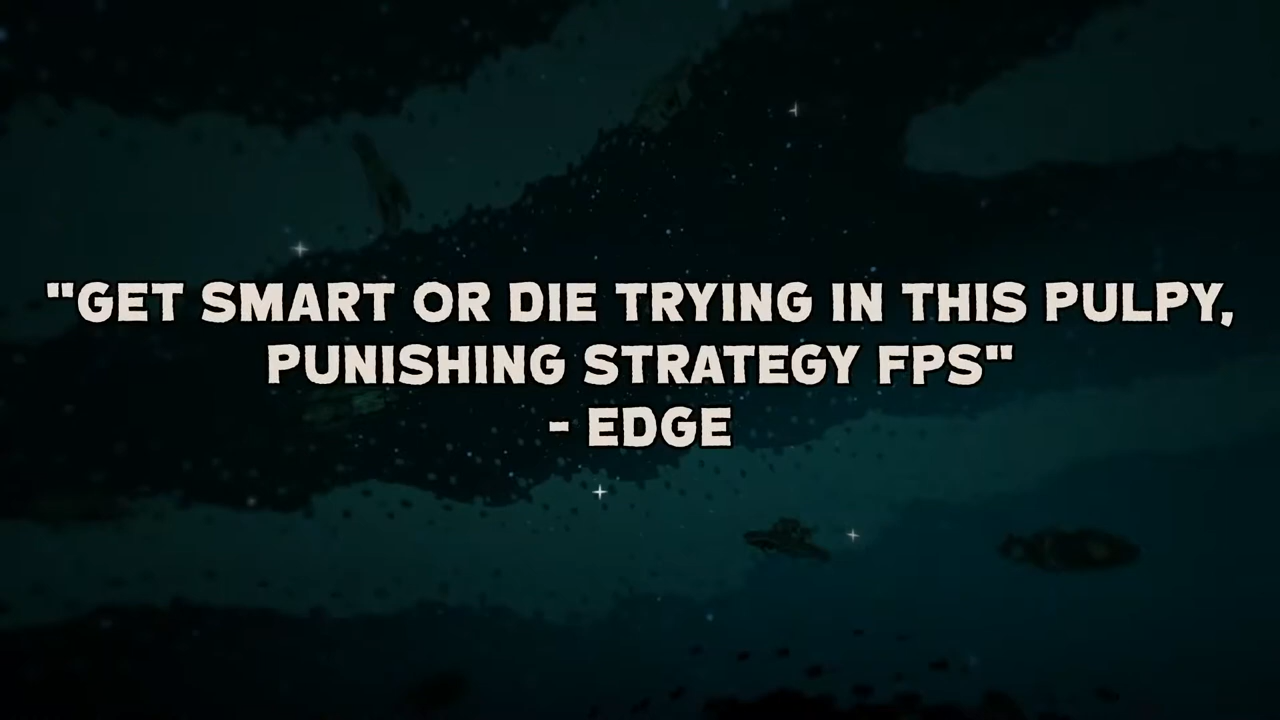 "GET SMART OR DIE TRYING IN THIS PULPY,
PUNISHING STRATEGY FPS"
- EDGE